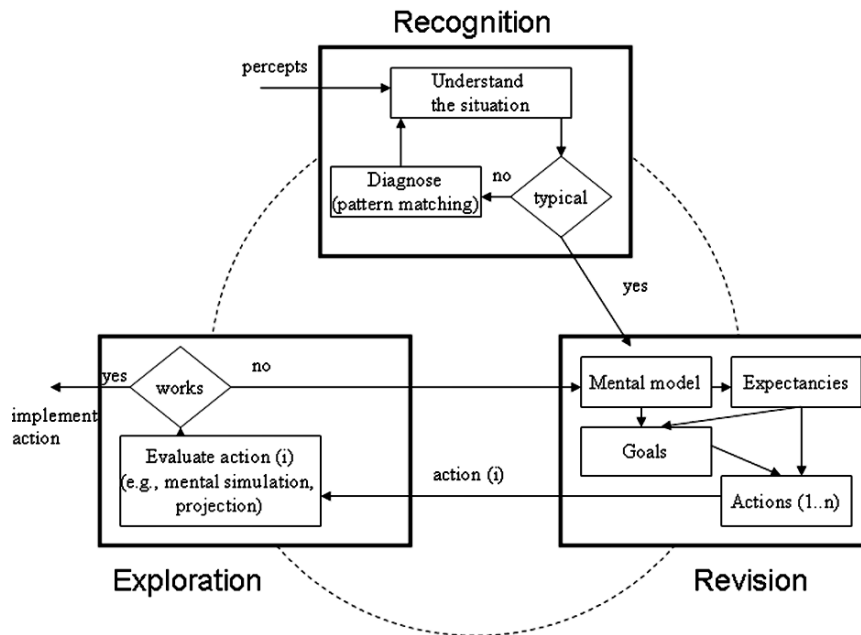 Recognition
percepts
Understand
the situation
Diagnose
(pattern matching)
no
typical
yes
yes
works
no
implement
action
Evaluate action (i)
(e.g., mental simulation,
projection)
action (i)
Mental model
Expectancies
Goals
Actions (1..n)
Exploration
Revision